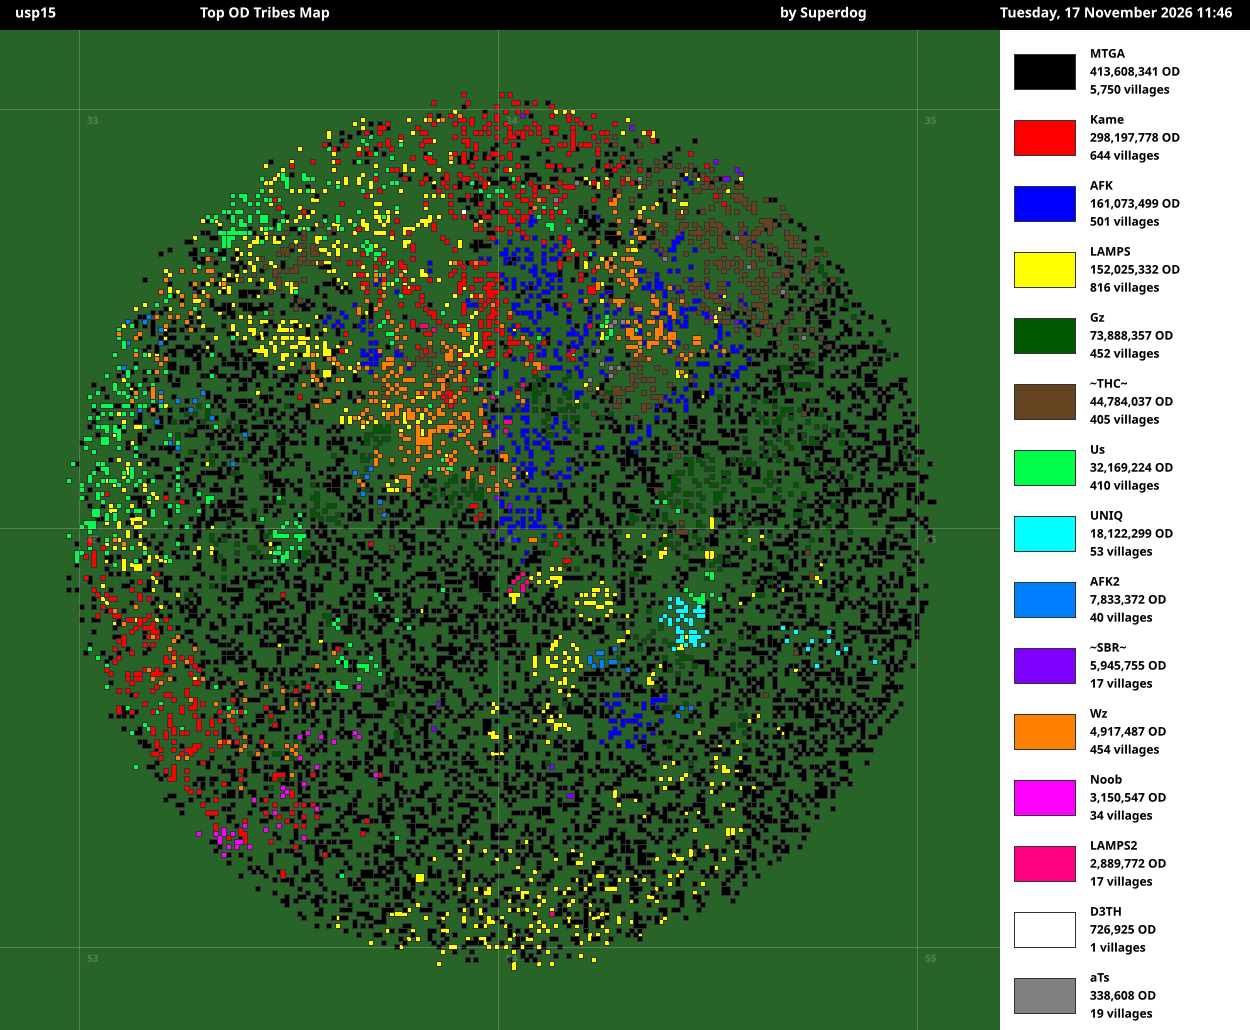 usp15 Top OD Tribes Map by Superdog Tuesday, 17 November 2026 11:46
MTGA
413,608,341 OD
5,750 villages
Kame
298,197,778 OD
644 villages
AFK
161,073,499 OD
501 villages
LAMPS
152,025,332 OD
816 villages
Gz
73,888,357 OD
452 villages
~THC~
44,784,037 OD
405 villages
Us
32,169,224 OD
410 villages
UNIQ
18,122,299 OD
53 villages
AFK2
7,833,372 OD
40 villages
~SBR~
5,945,755 OD
17 villages
Wz
4,917,487 OD
454 villages
Noob
3,150,547 OD
34 villages
LAMPS2
2,889,772 OD
17 villages
D3TH
726,925 OD
1 villages
aTs
338,608 OD
19 villages
33 34 35
53 55